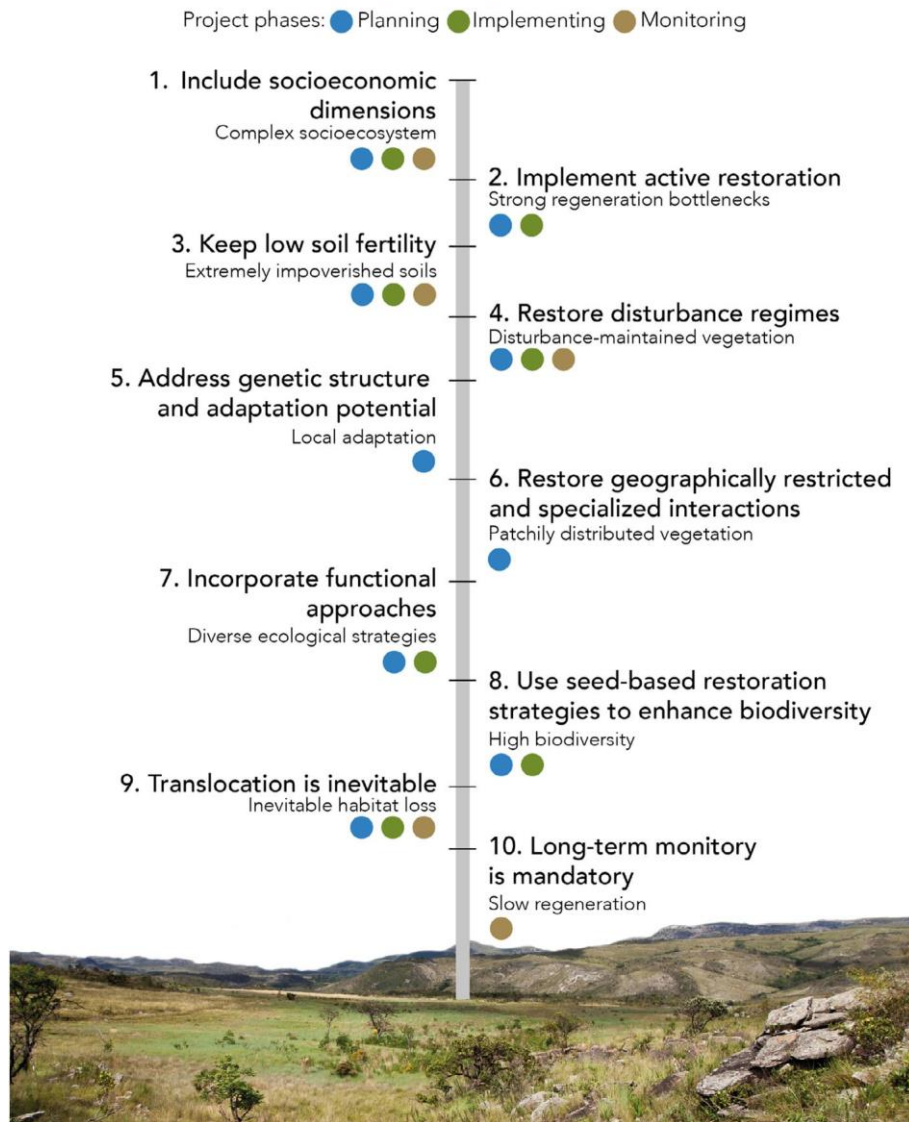 Project phases: Planning Implementing Monitoring
1. Include socioeconomic
dimensions
Complex socioecosystem
2. Implement active restoration
Strong regeneration bottlenecks
3. Keep low soil fertility
Extremely impoverished soils
4. Restore disturbance regimes
Disturbance-maintained vegetation
5. Address genetic structure
and adaptation potential
Local adaptation
6. Restore geographically restricted
and specialized interactions
Patchily distributed vegetation
7. Incorporate functional
approaches
Diverse ecological strategies
8. Use seed-based restoration
strategies to enhance biodiversity
High biodiversity
9. Translocation is inevitable
Inevitable habitat loss
10. Long-term monitory
is mandatory
Slow regeneration